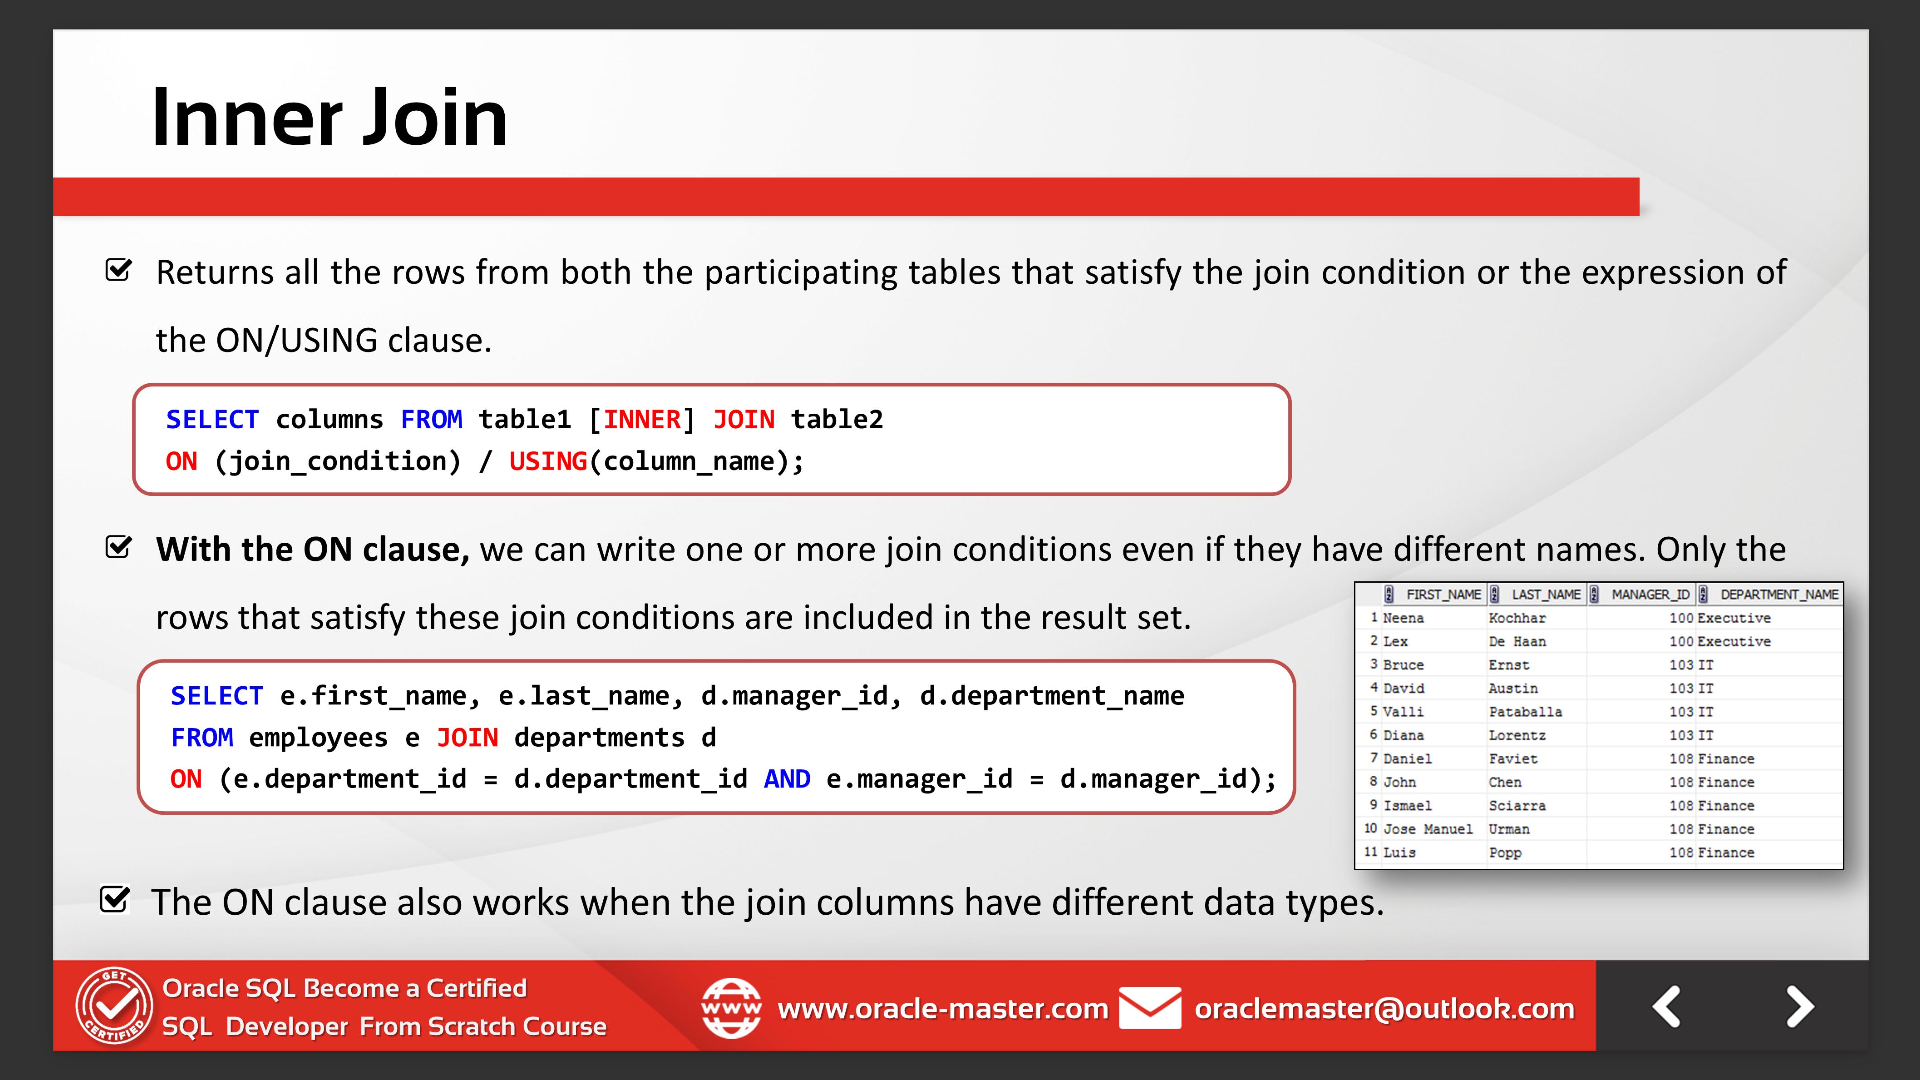 Inner Join
Returns all the rows from both the participating tables that satisfy the join condition or the expression of
the ON/USING clause.
SELECT columns FROM table1 [INNER] JOIN table2
ON (join_condition) / USING(column_name);
With the ON clause, we can write one or more join conditions even if they have different names. Only the
rows that satisfy these join conditions are included in the result set.
SELECT e.first_name, e.last_name, d.manager_id, d.department_name
FROM employees e JOIN departments d
ON (e.department_id = d.department_id AND e.manager_id = d.manager_id);
FIRST_NAME LAST_NAME MANAGER_ID DEPARTMENT_NAME
1 Neena Kochhar 100 Executive
2 Lex De Haan 100 Executive
3 Bruce Ernst 103 IT
4 David Austin 103 IT
5 Valli Pataballa 103 IT
6 Diana Lorentz 103 IT
7 Daniel Faviet 108 Finance
8 John Chen 108 Finance
9 Ismael Sciarra 108 Finance
10 Jose Manuel Urman 108 Finance
11 Luis Popp 108 Finance
The ON clause also works when the join columns have different data types.
GET CERTIFIED
Oracle SQL Become a Certified
SQL Developer From Scratch Course
www
www.oracle-master.com
oraclemaster@outlook.com